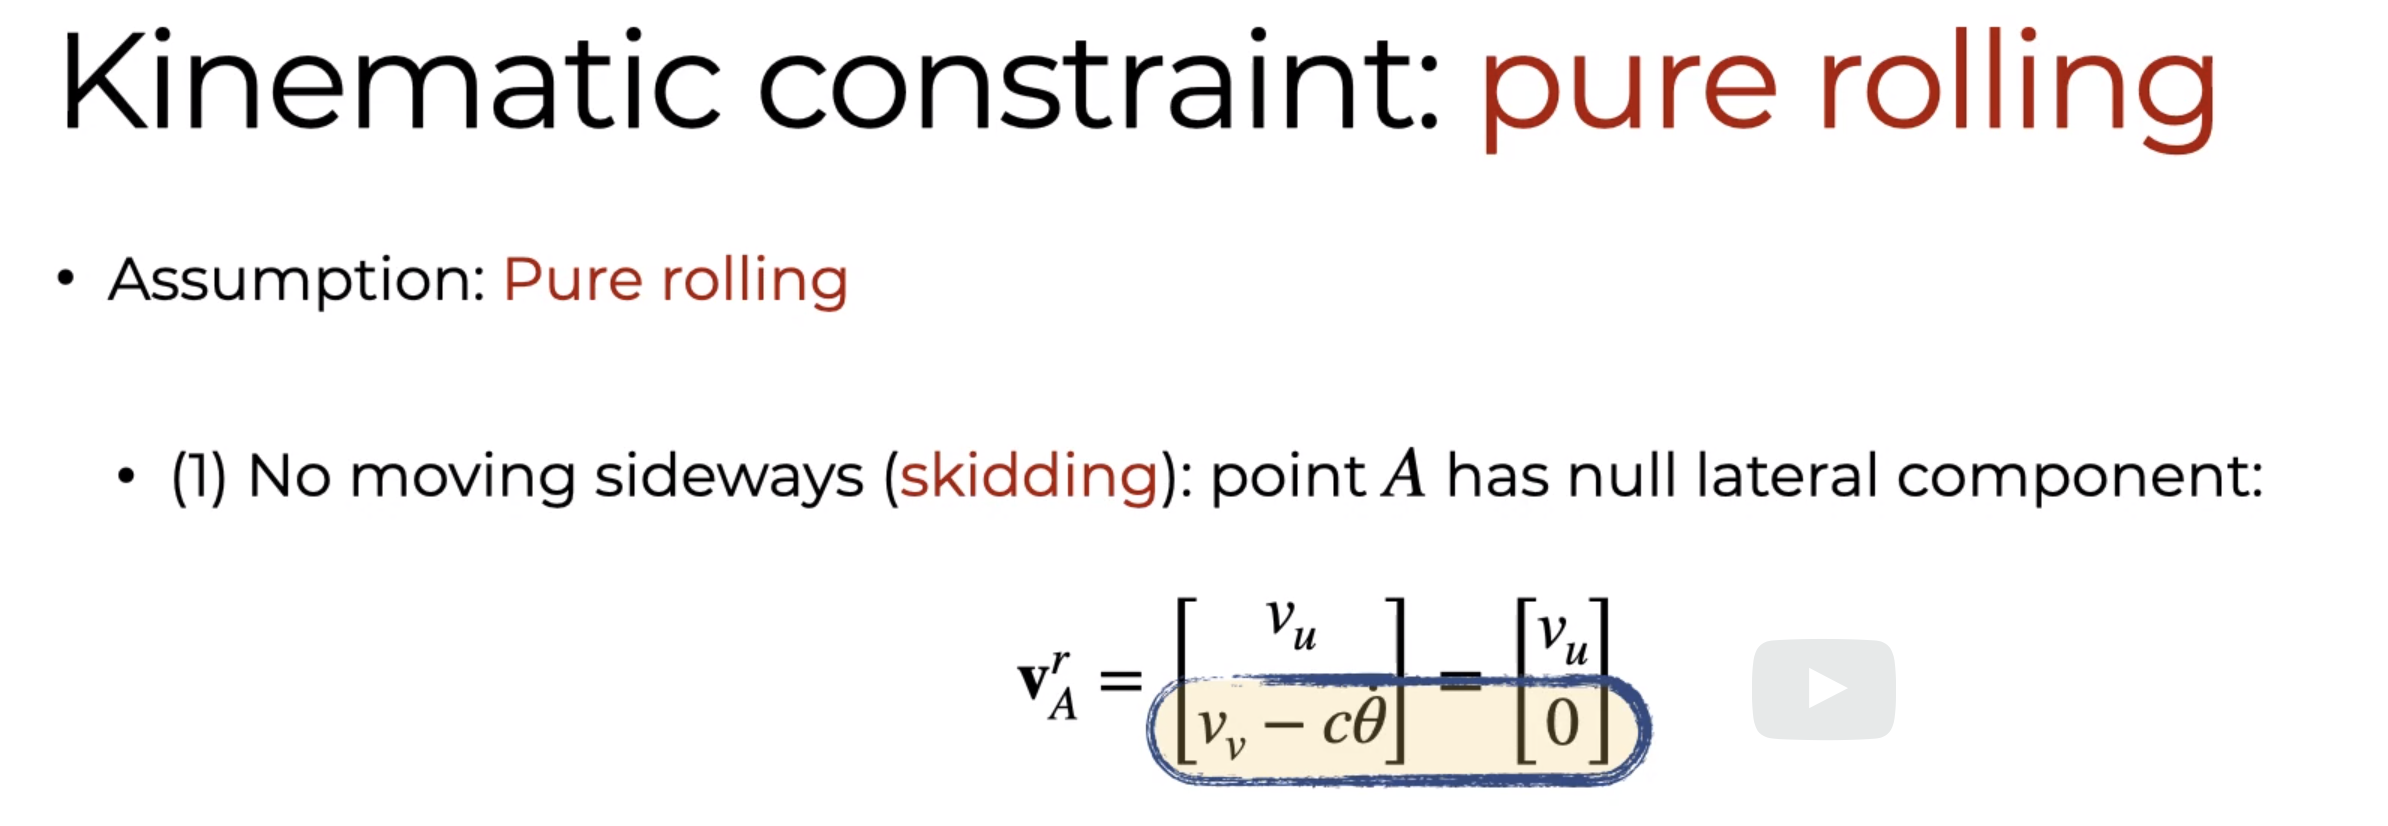 Kinematic constraint: pure rolling
• Assumption: Pure rolling
• (1) No moving sideways (skidding): point A has null lateral component:
$\mathbf{v}_A^r = \begin{bmatrix} v_u \\ v_v - c\dot{\theta} \end{bmatrix} = \begin{bmatrix} v_u \\ 0 \end{bmatrix}$